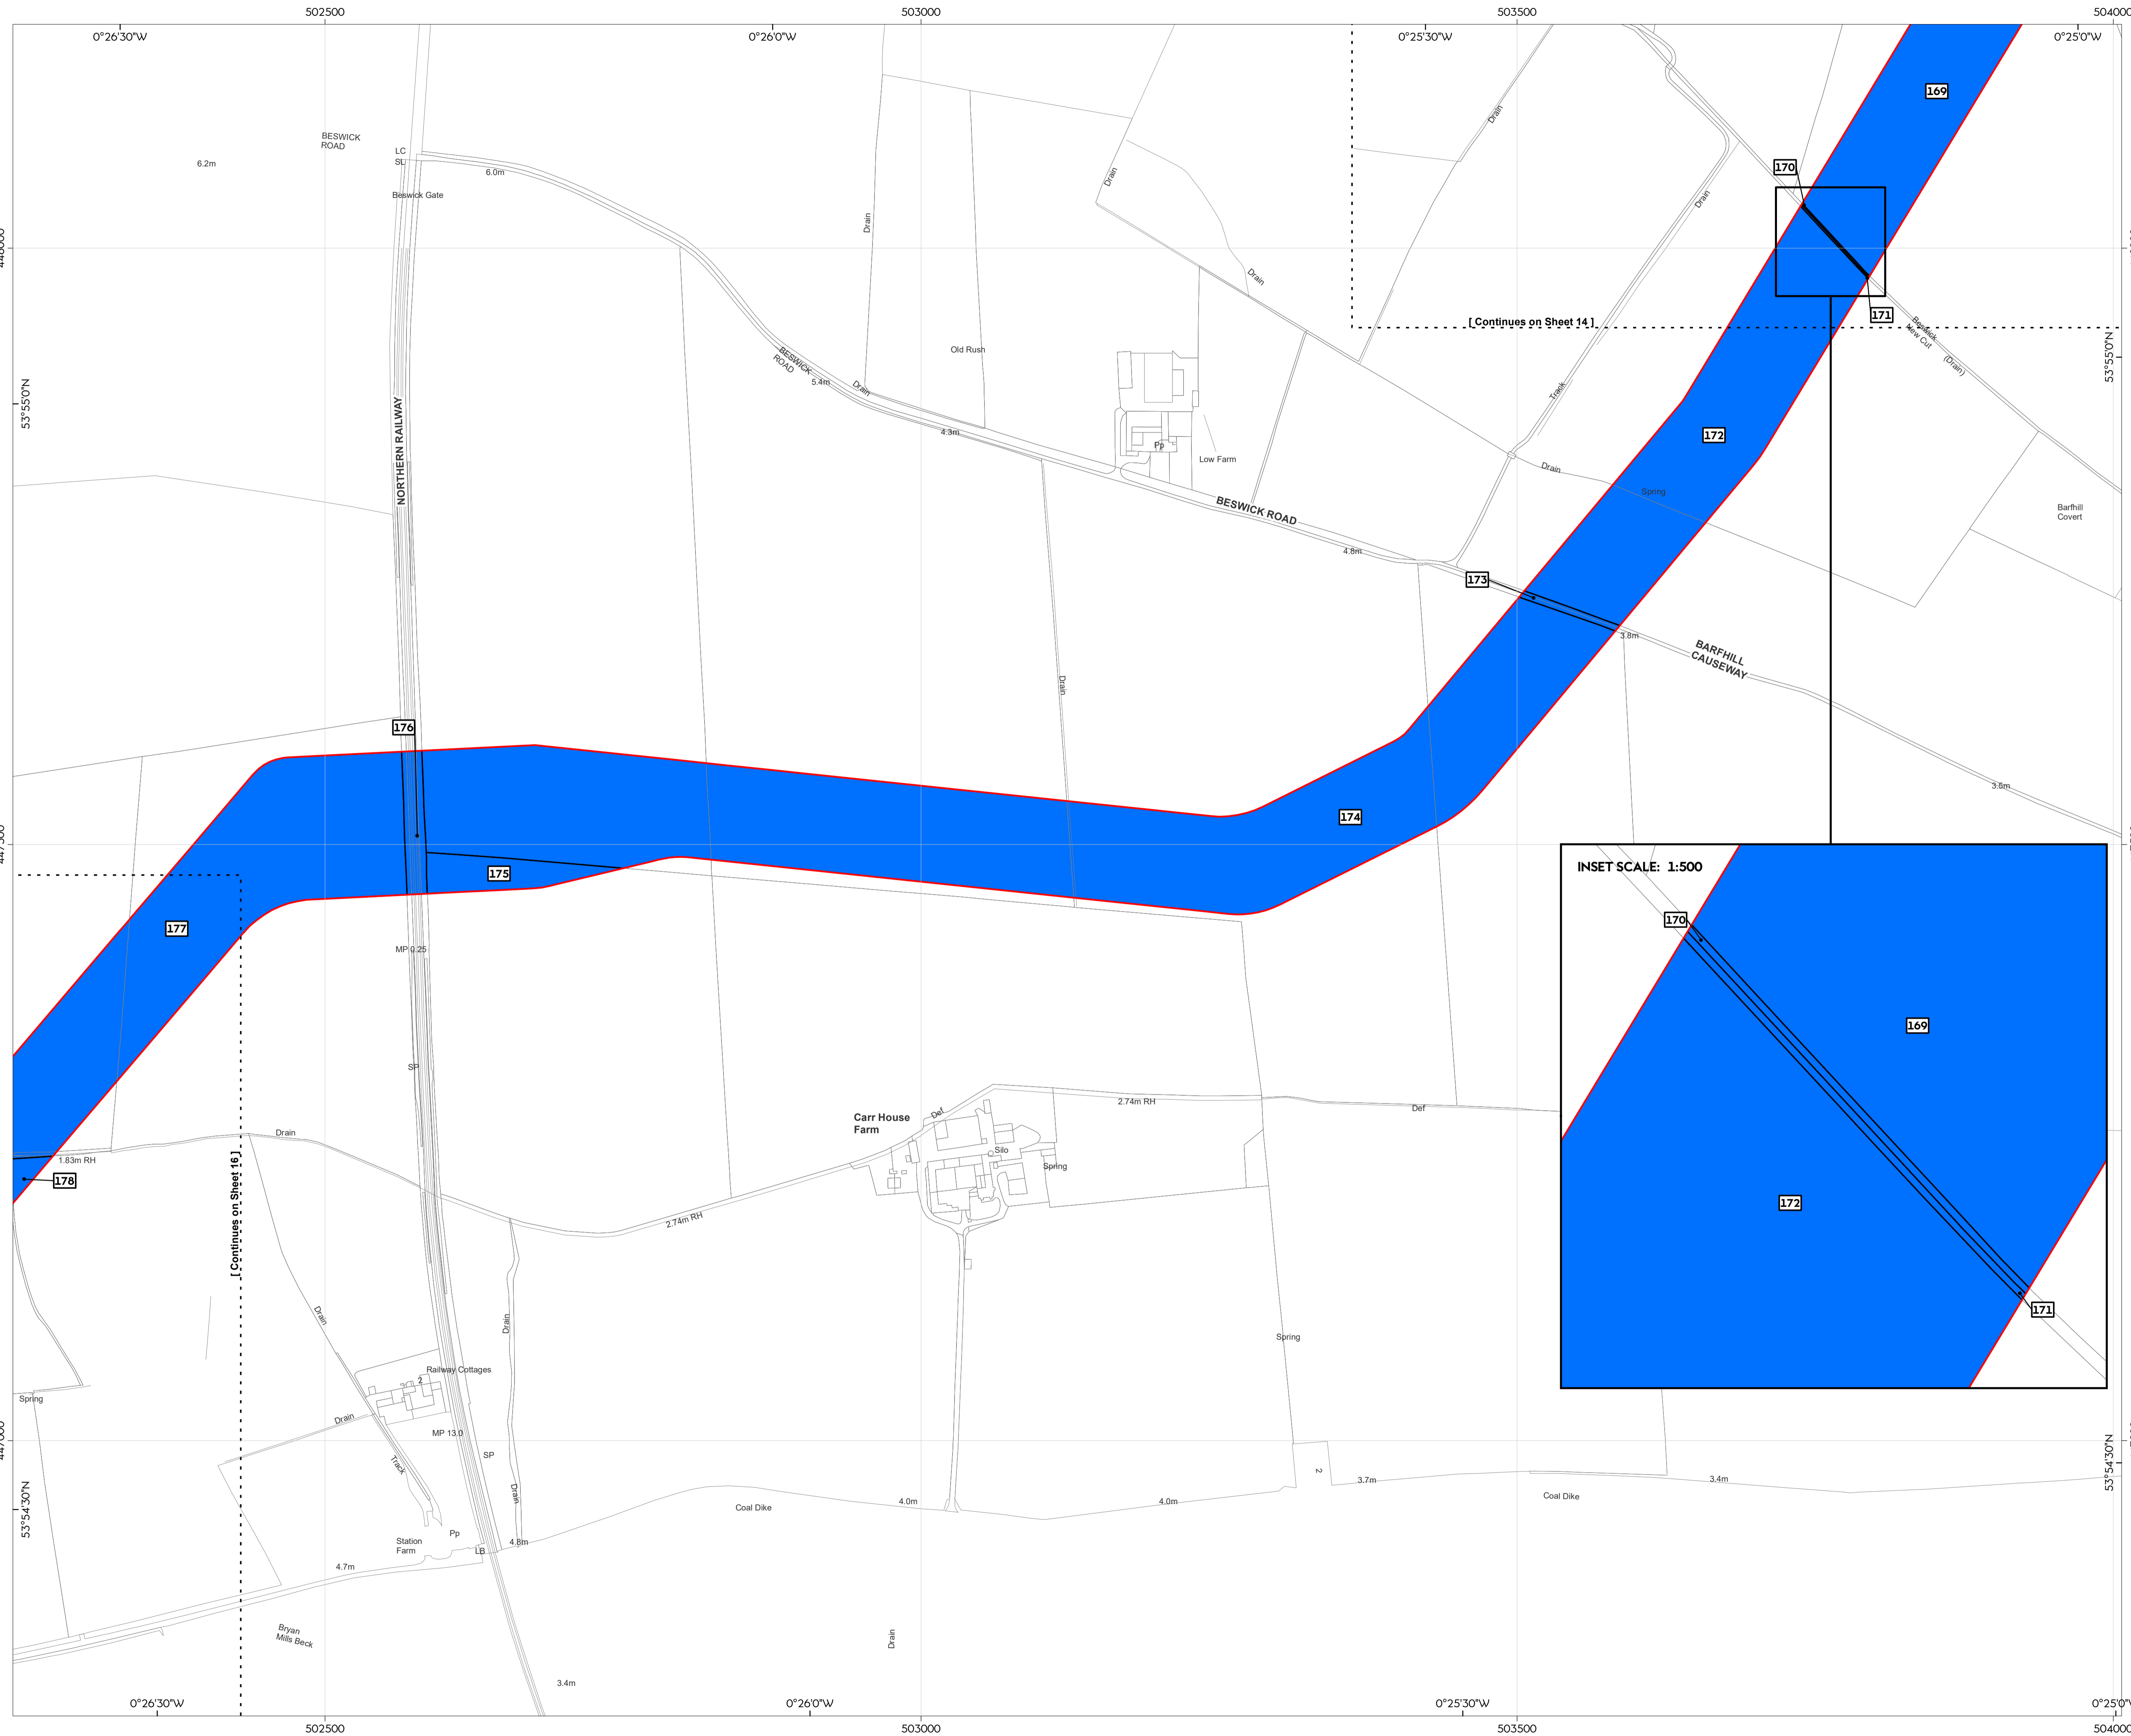 502500
503000
503500
504000
0°26'30"W
0°26'0"W
0°25'30"W
0°25'0"W
169
BESWICK
ROAD
LC
SL
6.2m
6.0m
Beswick Gate
Drain
Drain
Drain
Drain
Drain
170
171
[ Continues on Sheet 14 ]
Beswick
New Cut
(Drain)
Old Rush
BESWICK
ROAD
5.4m
Drain
4.3m
Pp
Low Farm
Track
53°55'0"N
53°55'0"N
NORTHERN RAILWAY
172
Drain
Spring
BESWICK ROAD
4.8m
Barfhill
Covert
173
3.8m
BARFHILL
CAUSEWAY
Drain
176
3.5m
174
175
177
INSET SCALE: 1:500
170
169
172
171
MP 0.25
SP
Carr House
Farm
Def
2.74m RH
Def
Silo
Spring
Drain
1.83m RH
178
[ Continues on Sheet 16 ]
2.74m RH
Drain
Drain
Spring
Railway Cottages
2
Spring
Drain
MP 13.0
SP
Track
Drain
53°54'30"N
53°54'30"N
2
3.7m
3.4m
Coal Dike
4.0m
4.0m
Coal Dike
Pp
Station
Farm
LB
4.8m
4.7m
Bryan
Mills Beck
Drain
3.4m
0°26'30"W
0°26'0"W
0°25'30"W
502500
503000
503500
504000